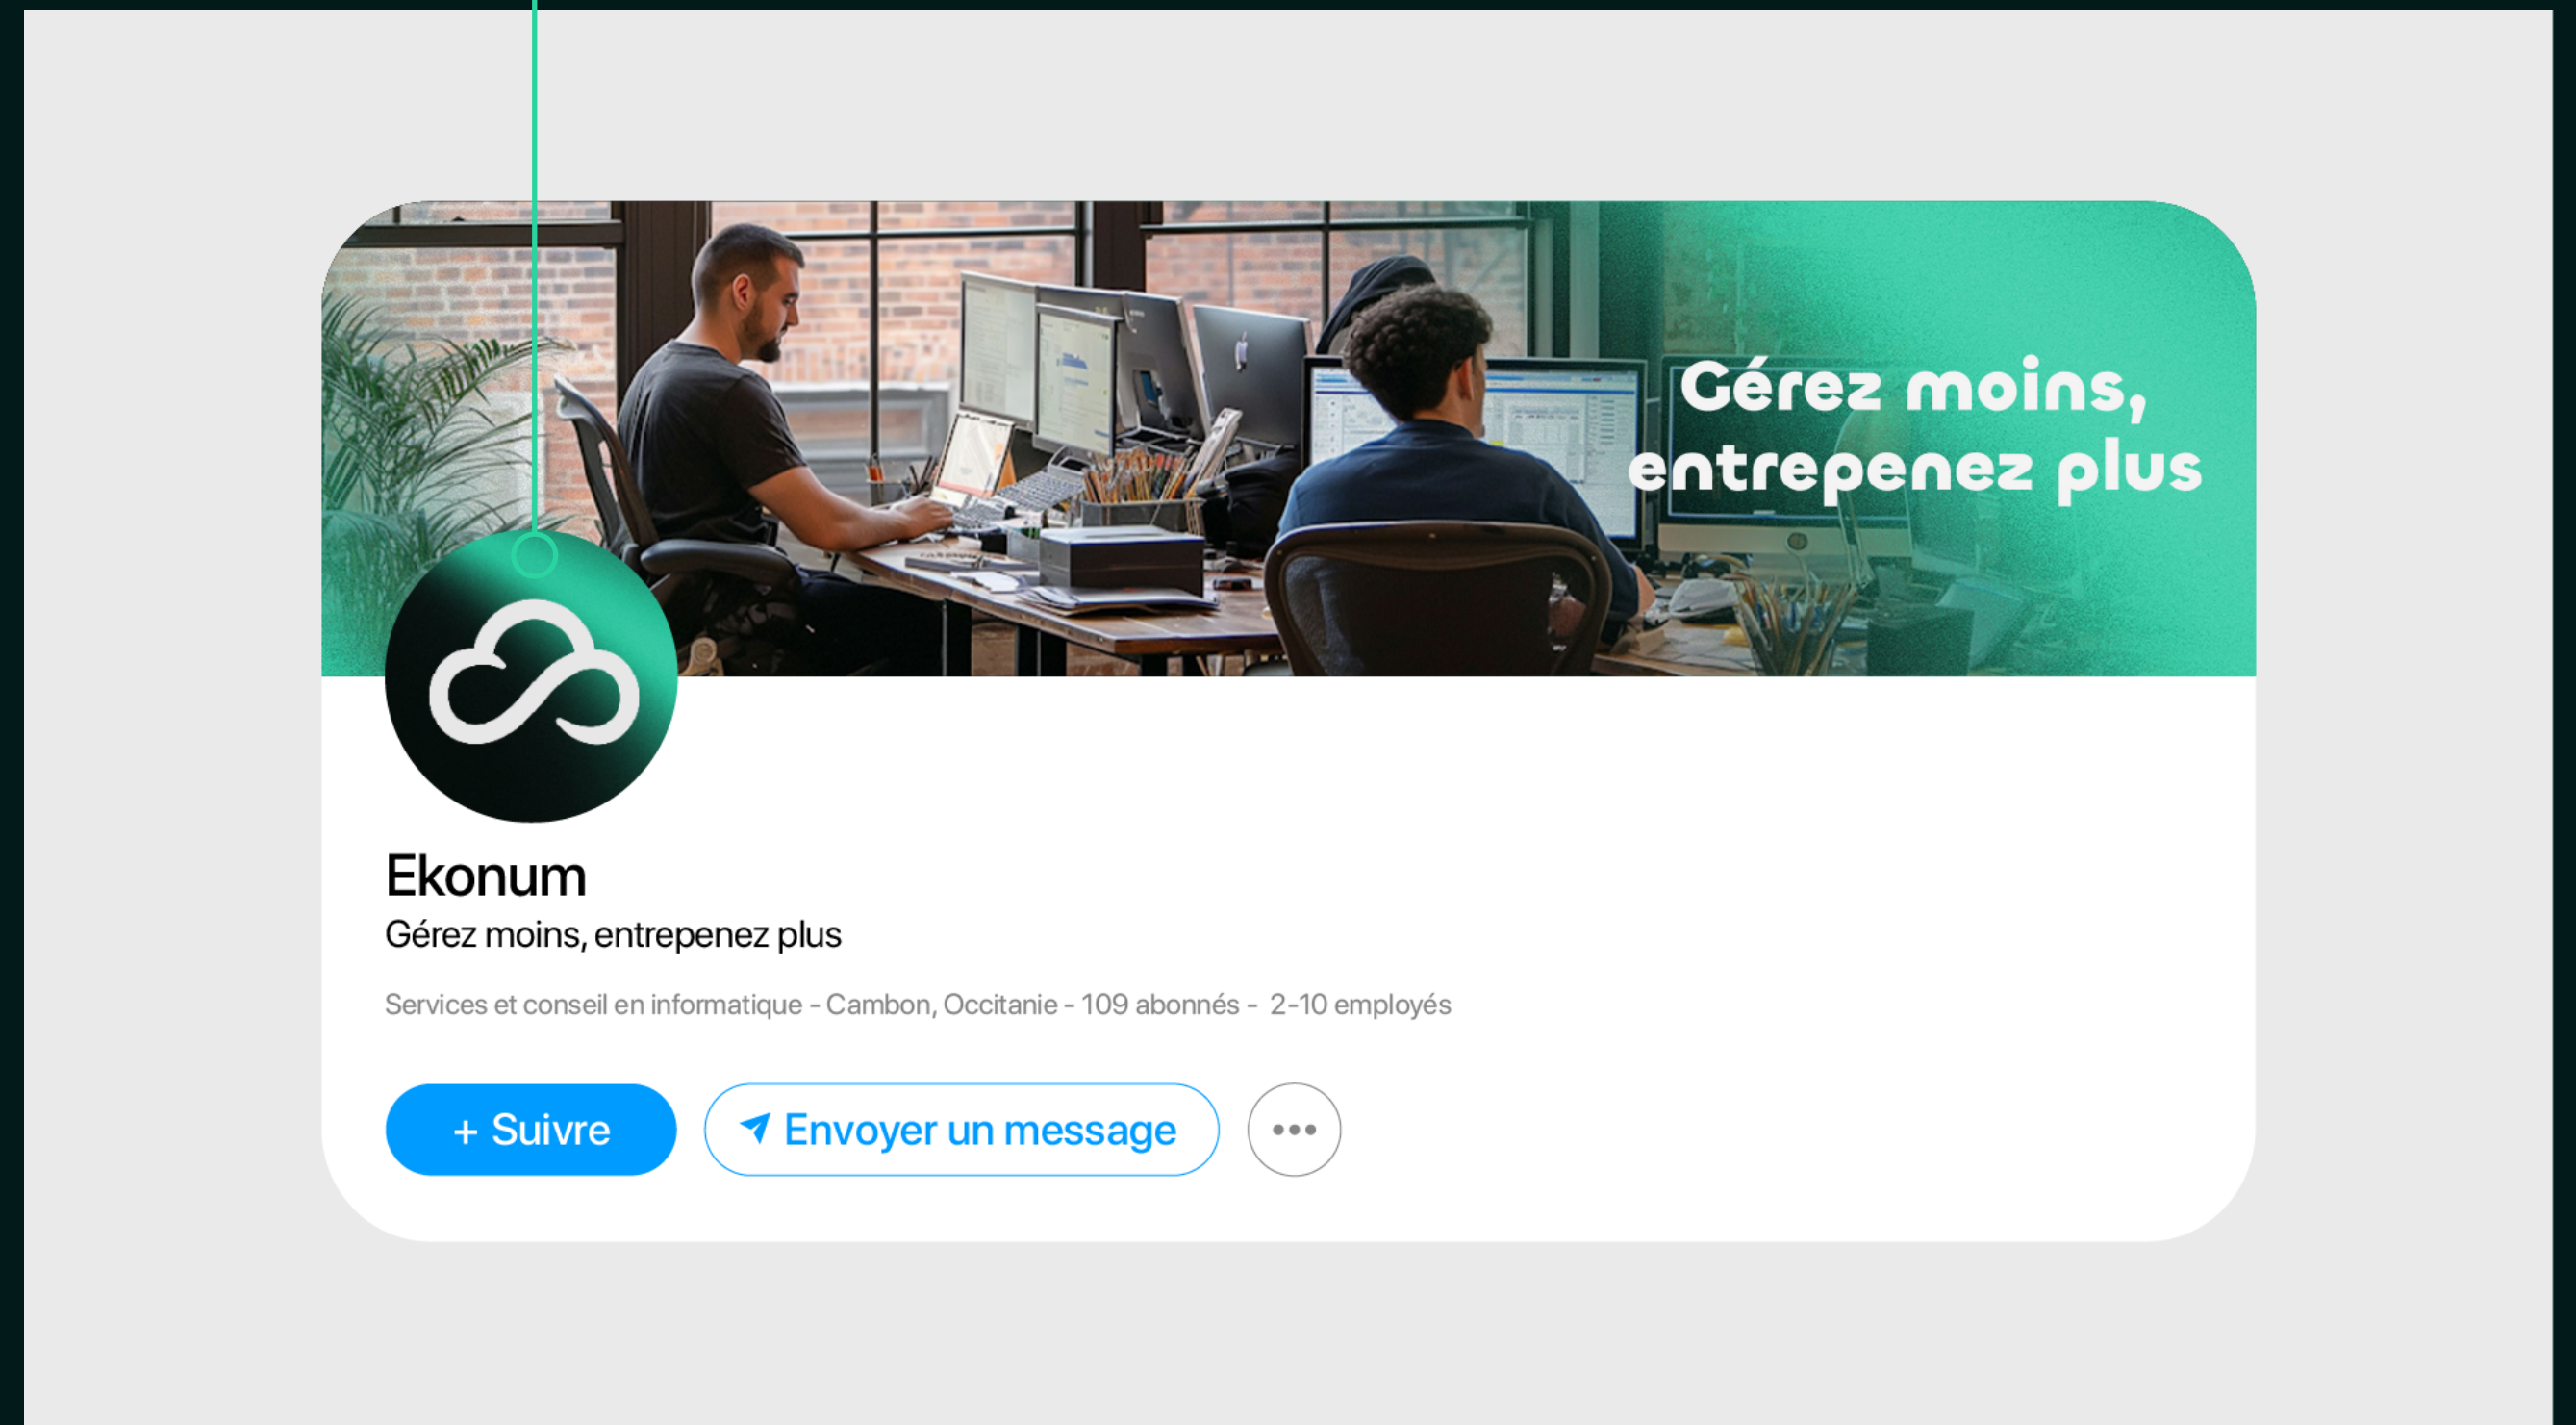 Gérez moins,
entrepenez plus
Ekonum
Gérez moins, entrepenez plus
Services et conseil en informatique - Cambon, Occitanie - 109 abonnés - 2-10 employés
+ Suivre
Envoyer un message